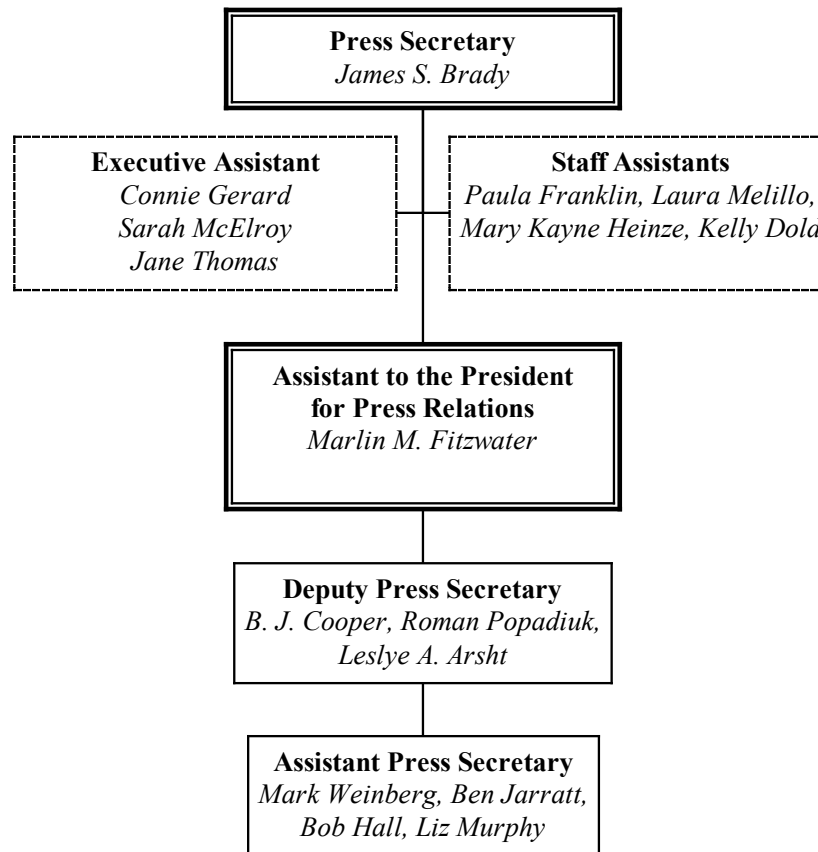 Press Secretary
James S. Brady
Executive Assistant
Connie Gerard
Sarah McElroy
Jane Thomas
Staff Assistants
Paula Franklin, Laura Melillo,
Mary Kayne Heinze, Kelly Dold
Assistant to the President
for Press Relations
Marlin M. Fitzwater
Deputy Press Secretary
B. J. Cooper, Roman Popadiuk,
Leslye A. Arsht
Assistant Press Secretary
Mark Weinberg, Ben Jarratt,
Bob Hall, Liz Murphy